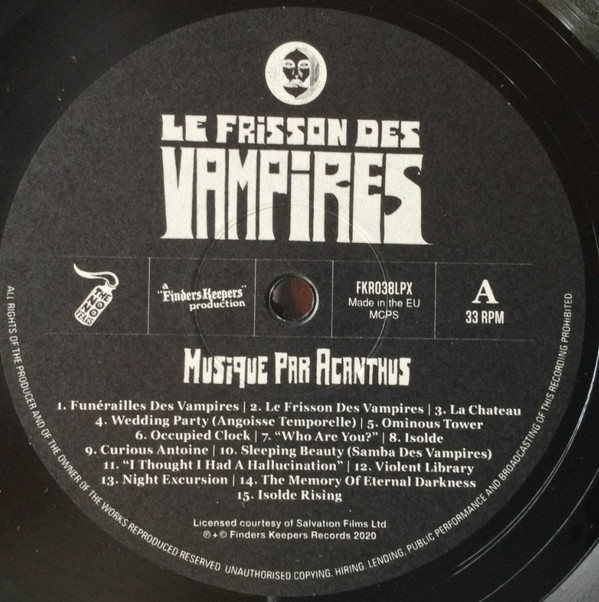 LE FRISSON DES
VAMPiRES
a
"Finders Keepers"
production
FKR038LPX
Made in the EU
MCPS
A
33 RPM
MUSiQUE PAR ACANTHUS
1. Funérailles Des Vampires | 2. Le Frisson Des Vampires | 3. La Chateau
4. Wedding Party (Angoisse Temporelle) | 5. Ominous Tower
6. Occupied Clock | 7. “Who Are You?” | 8. Isolde
9. Curious Antoine | 10. Sleeping Beauty (Samba Des Vampires)
11. “I Thought I Had A Hallucination” | 12. Violent Library
13. Night Excursion | 14. The Memory Of Eternal Darkness
15. Isolde Rising
Licensed courtesy of Salvation Films Ltd
℗ + © Finders Keepers Records 2020
ALL RIGHTS OF THE PRODUCER AND OF THE OWNER OF THE WORKS REPRODUCED RESERVED UNAUTHORISED COPYING, HIRING, LENDING, PUBLIC PERFORMANCE AND BROADCASTING OF THIS RECORDING PROHIBITED.